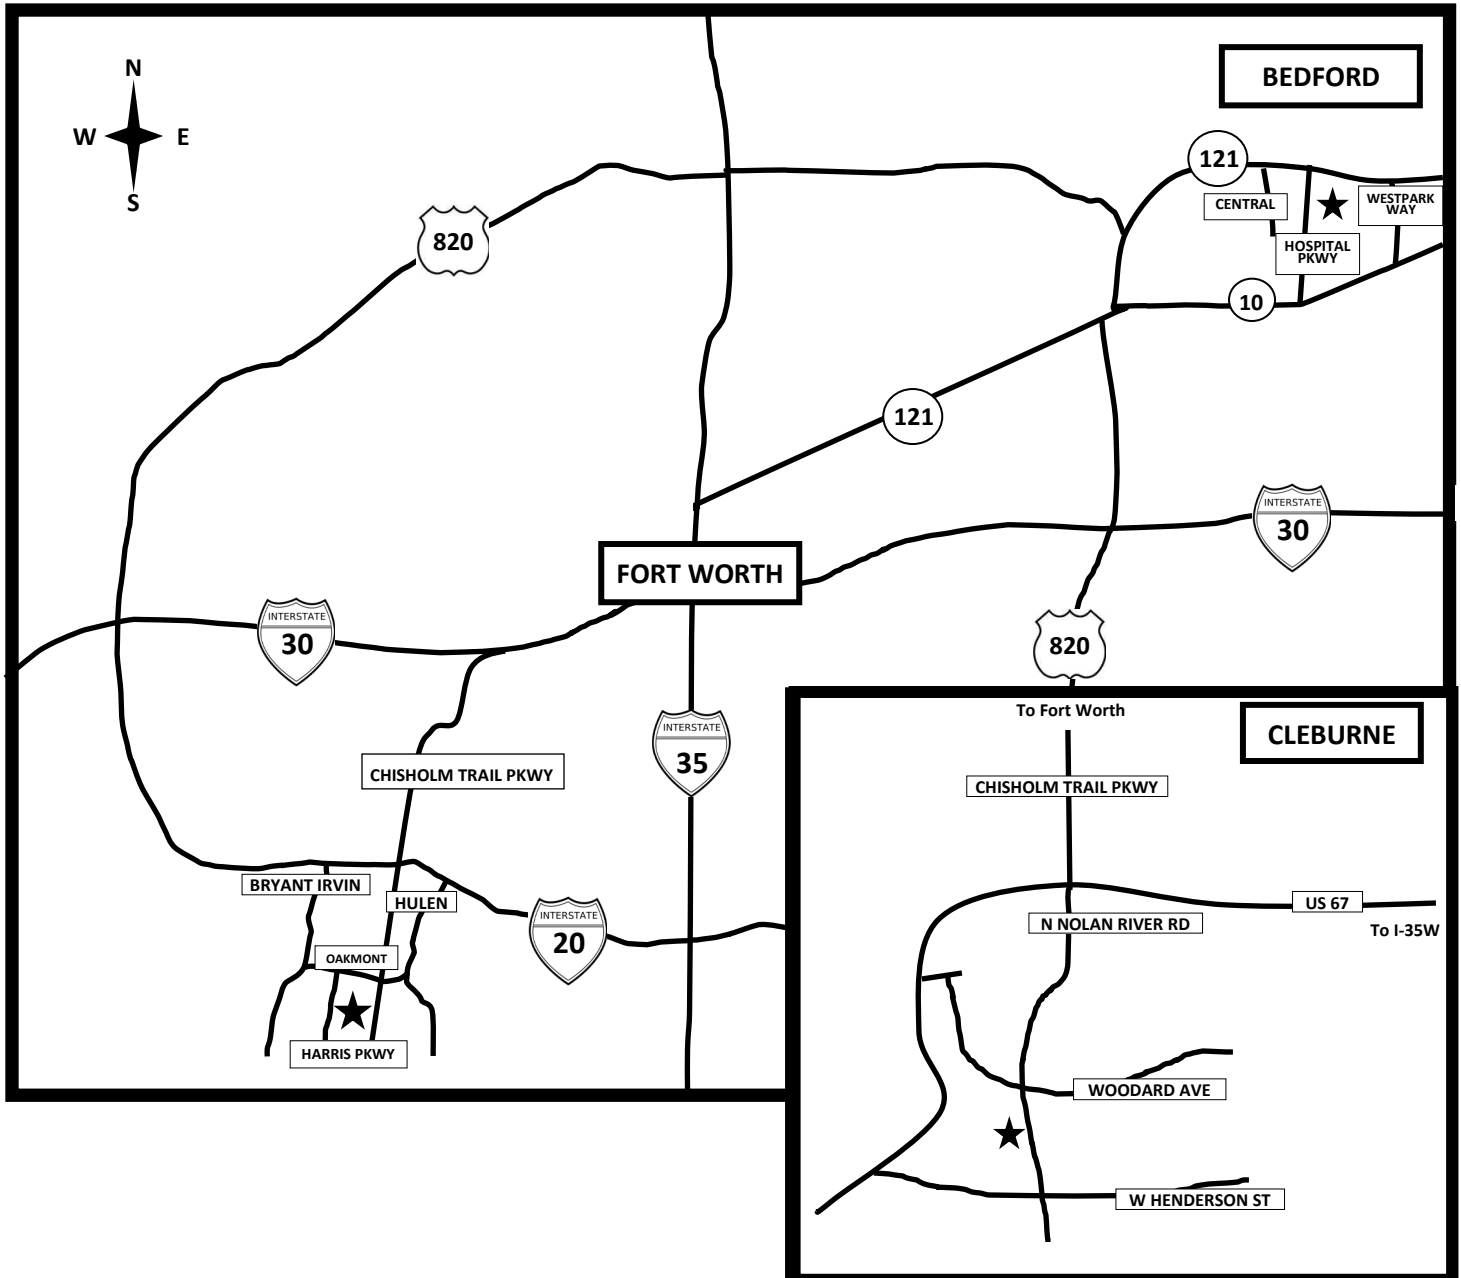 N
BEDFORD
W E
121
S
CENTRAL
WESTPARK
WAY
820
HOSPITAL
PKWY
10
121
INTERSTATE
30
FORT WORTH
INTERSTATE
30
820
To Fort Worth
CLEBURNE
INTERSTATE
35
CHISHOLM TRAIL PKWY
CHISHOLM TRAIL PKWY
BRYANT IRVIN
HULEN
US 67
INTERSTATE
20
N NOLAN RIVER RD
To I-35W
OAKMONT
HARRIS PKWY
WOODARD AVE
W HENDERSON ST